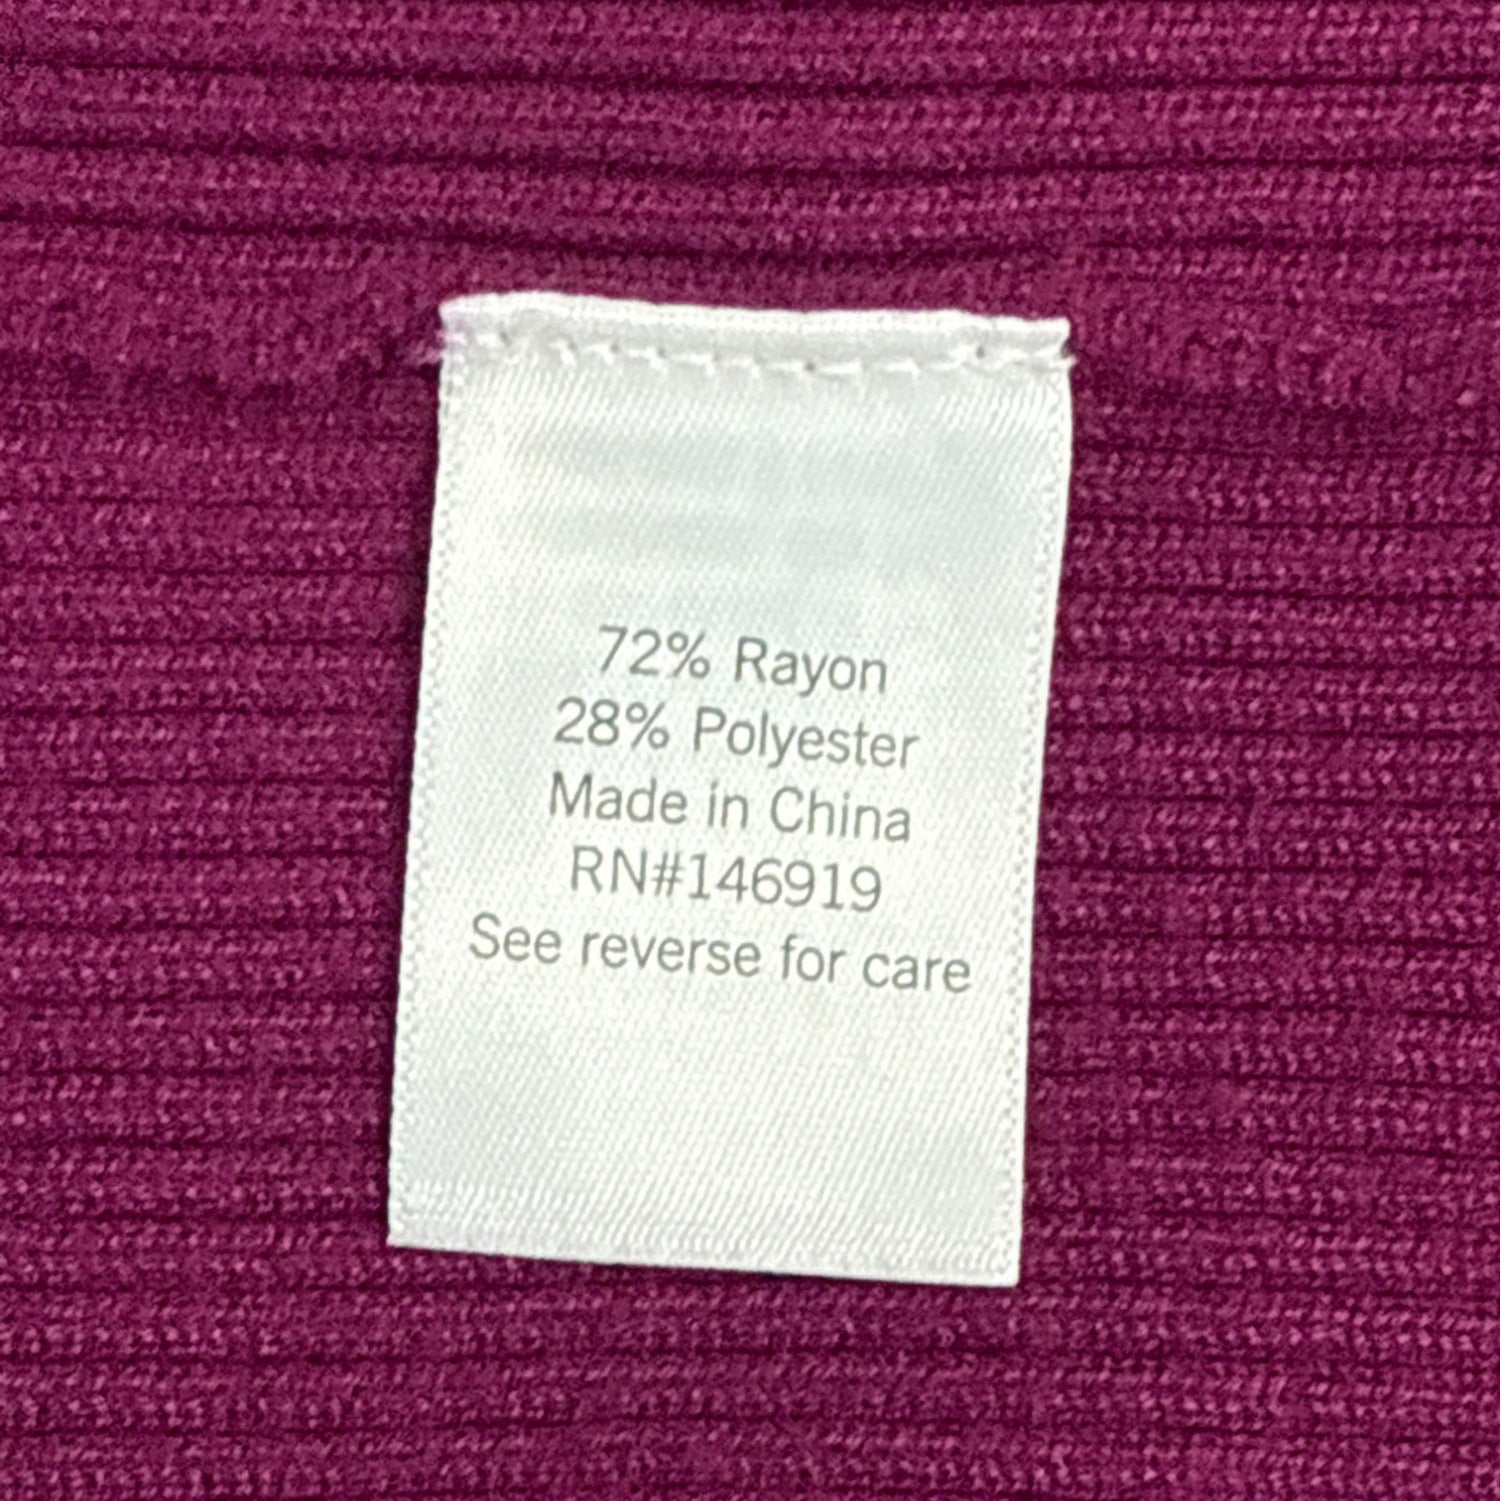 72% Rayon
28% Polyester
Made in China
RN#146919
See reverse for care